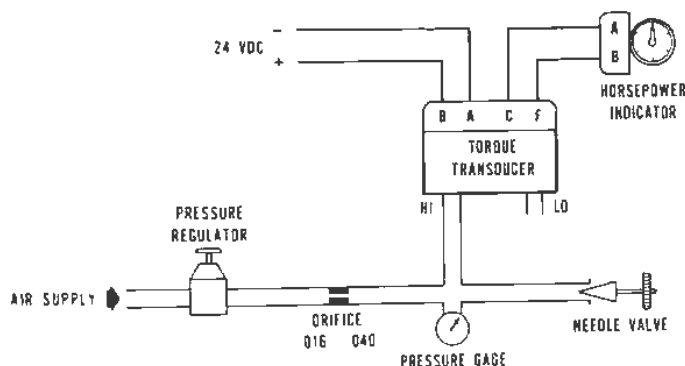 −
24 VDC
+
A
B
HORSEPOWER
INDICATOR
B A C F
TORQUE
TRANSDUCER
HI
LO
PRESSURE
REGULATOR
AIR SUPPLY
ORIFICE
016 040
PRESSURE GAGE
NEEDLE VALVE